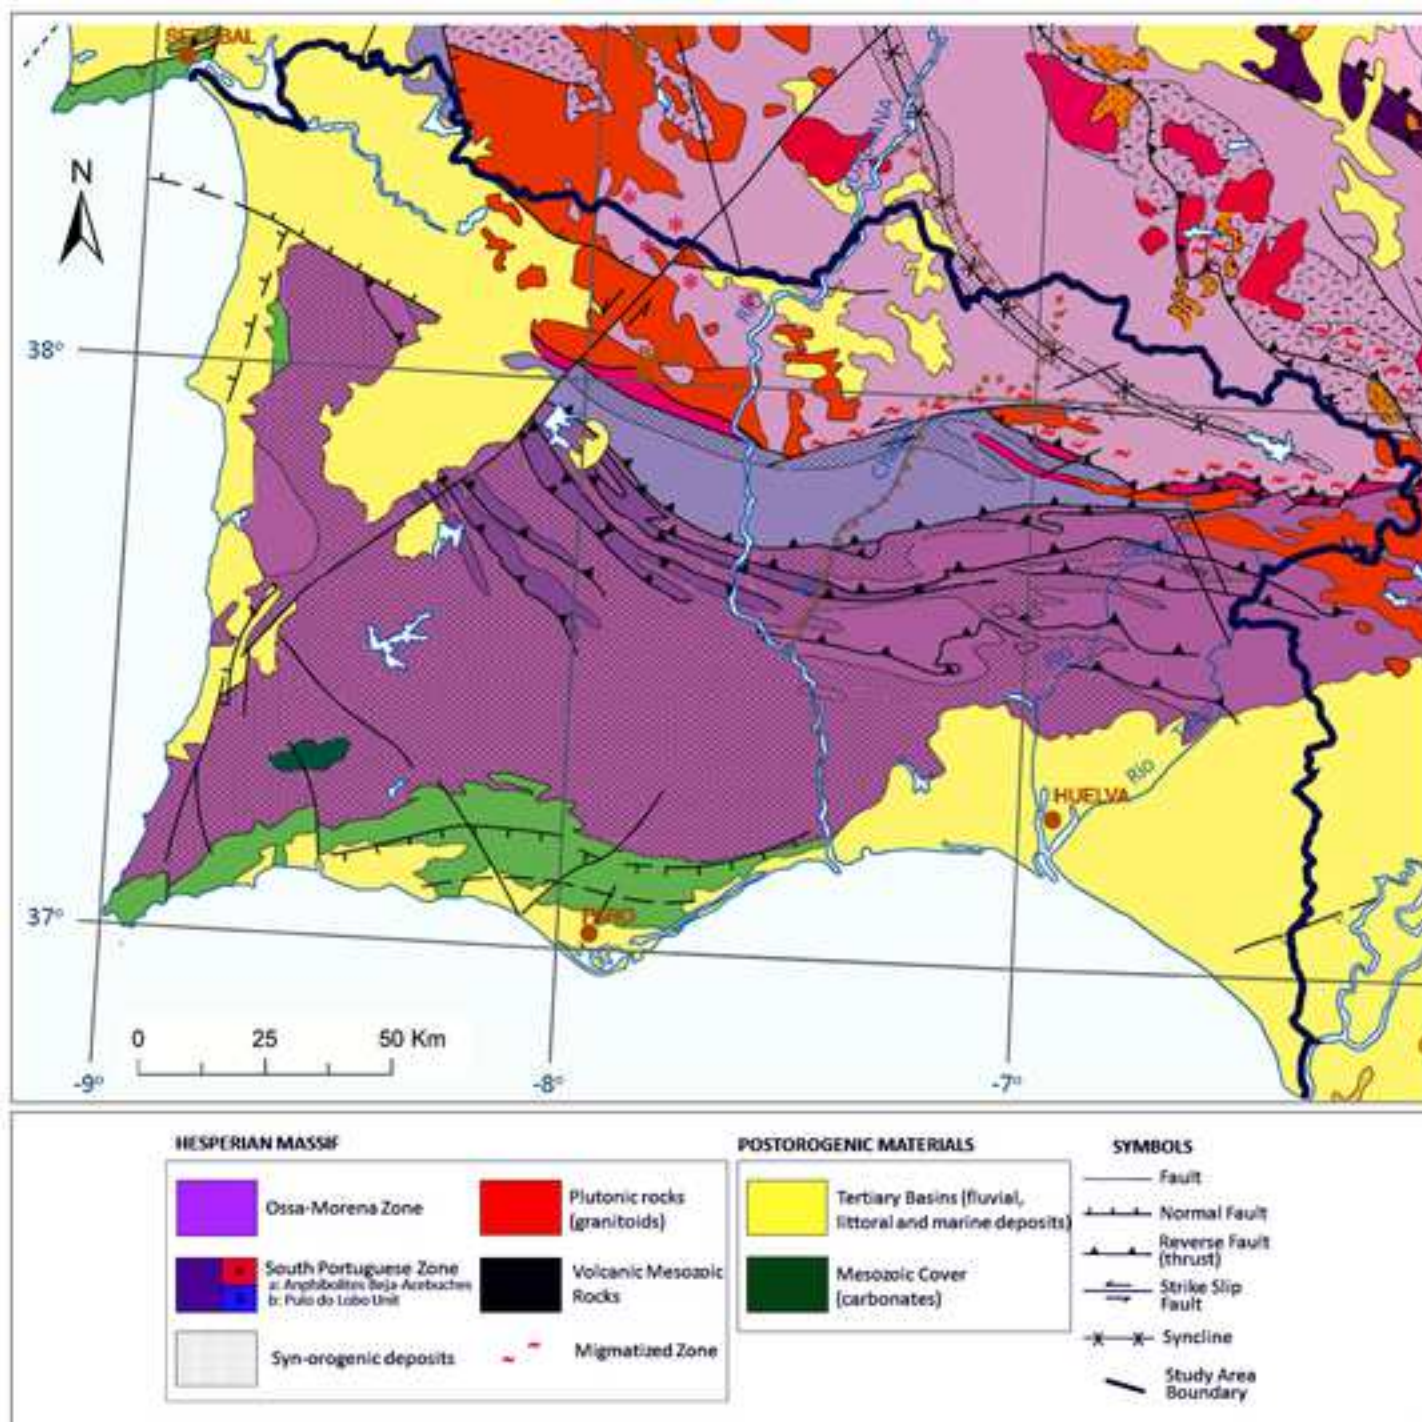 SETUBAL
N
38°
HUELVA
Rio
37°
FARO
0 25 50 Km
-9° -8° -7°
HESPERIAN MASSIF
Ossa-Morena Zone
South Portuguese Zone
a: Amphibolites Beja-Acebuches
b: Pulo do Lobo Unit
Syn-orogenic deposits
Plutonic rocks
(granitoids)
Volcanic Mesozoic
Rocks
Migmatized Zone
POSTOROGENIC MATERIALS
Tertiary Basins (fluvial,
littoral and marine deposits)
Mesozoic Cover
(carbonates)
SYMBOLS
Fault
Normal Fault
Reverse Fault
(thrust)
Strike Slip
Fault
Syncline
Study Area
Boundary